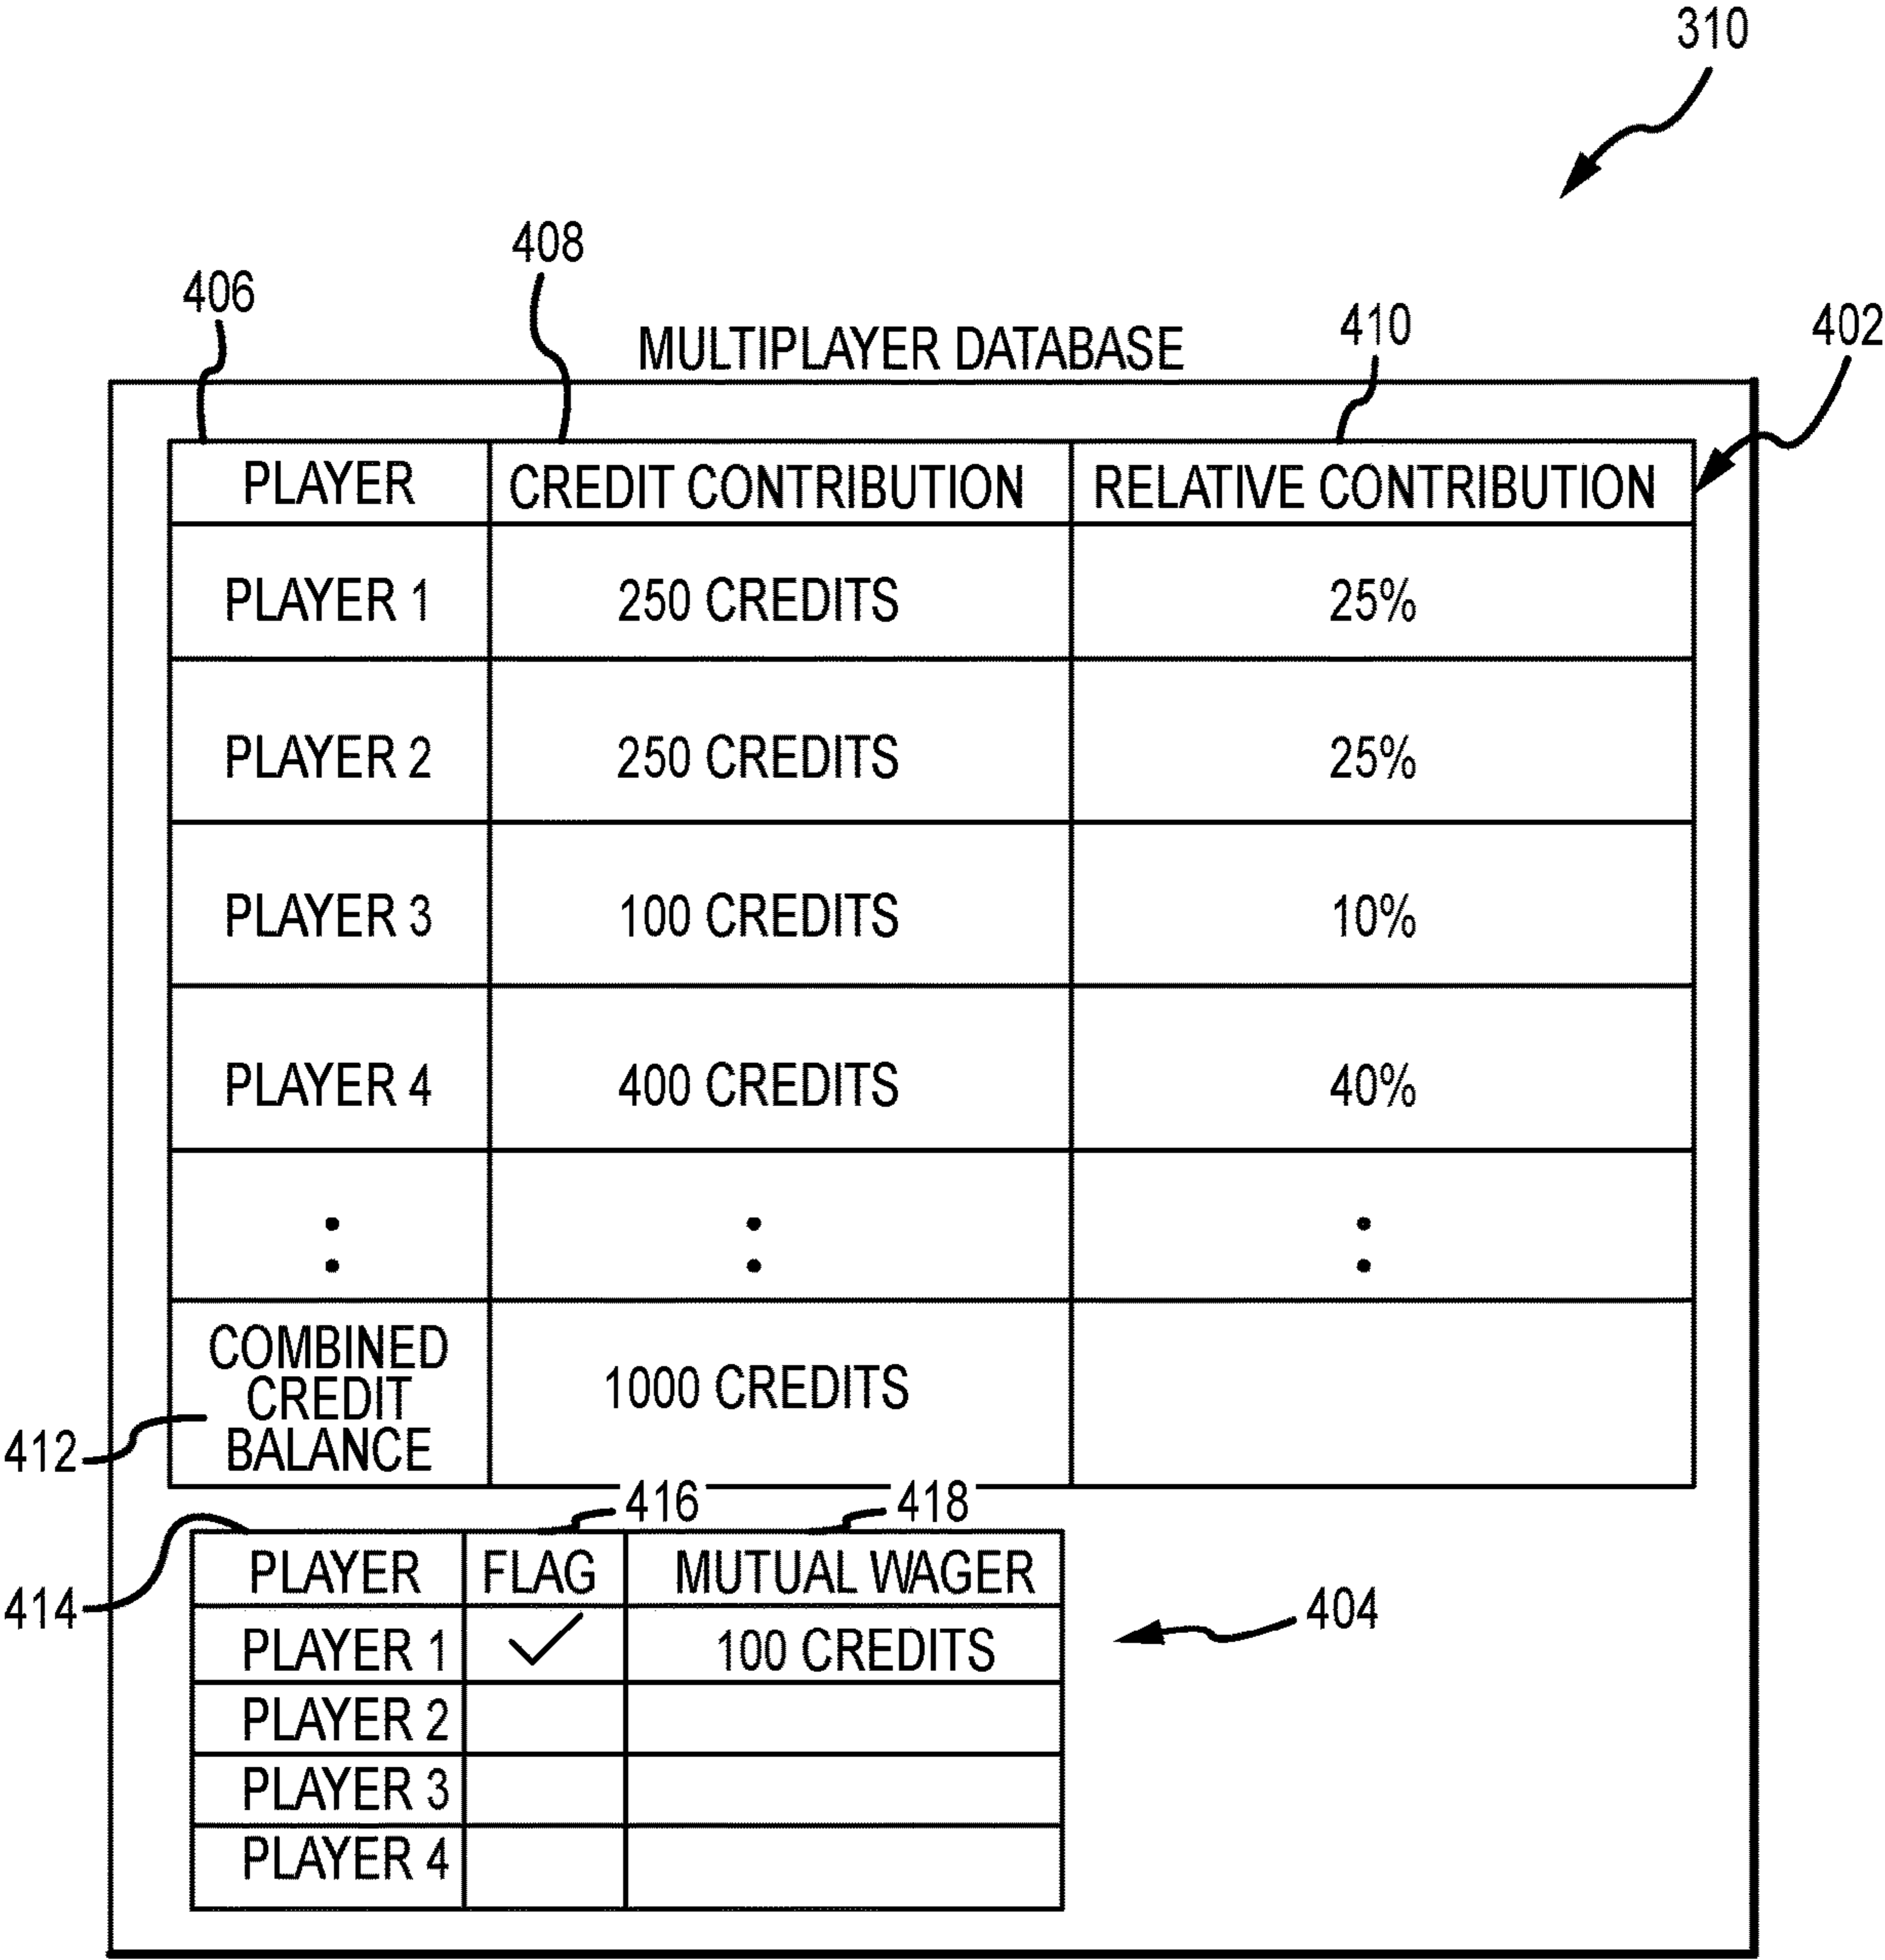 310
408
406
MULTIPLAYER DATABASE
410
402
PLAYER CREDIT CONTRIBUTION RELATIVE CONTRIBUTION
PLAYER 1 250 CREDITS 25%
PLAYER 2 250 CREDITS 25%
PLAYER 3 100 CREDITS 10%
PLAYER 4 400 CREDITS 40%
: : :
COMBINED
CREDIT
BALANCE
1000 CREDITS
412
416
418
PLAYER FLAG MUTUAL WAGER
414
PLAYER 1 ✓ 100 CREDITS
404
PLAYER 2
PLAYER 3
PLAYER 4